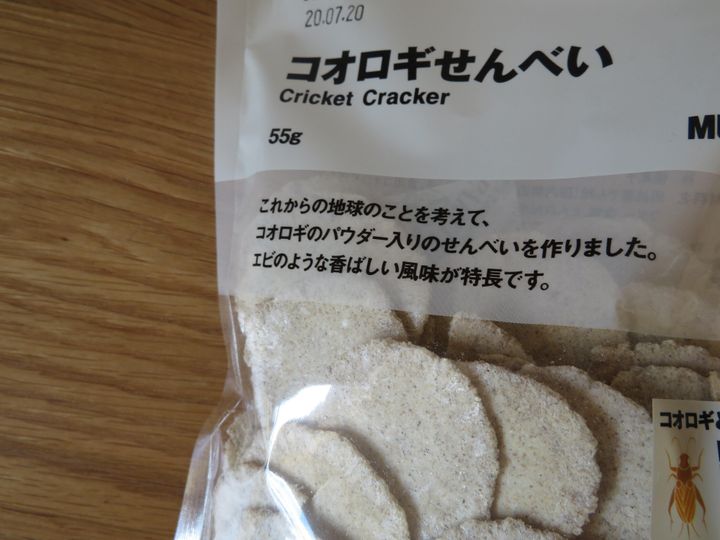 20.07.20
コオロギせんべい
Cricket Cracker
55g
MU
これからの地球のことを考えて、
コオロギのパウダー入りのせんべいを作りました。
エビのような香ばしい風味が特長です。
コオロギ